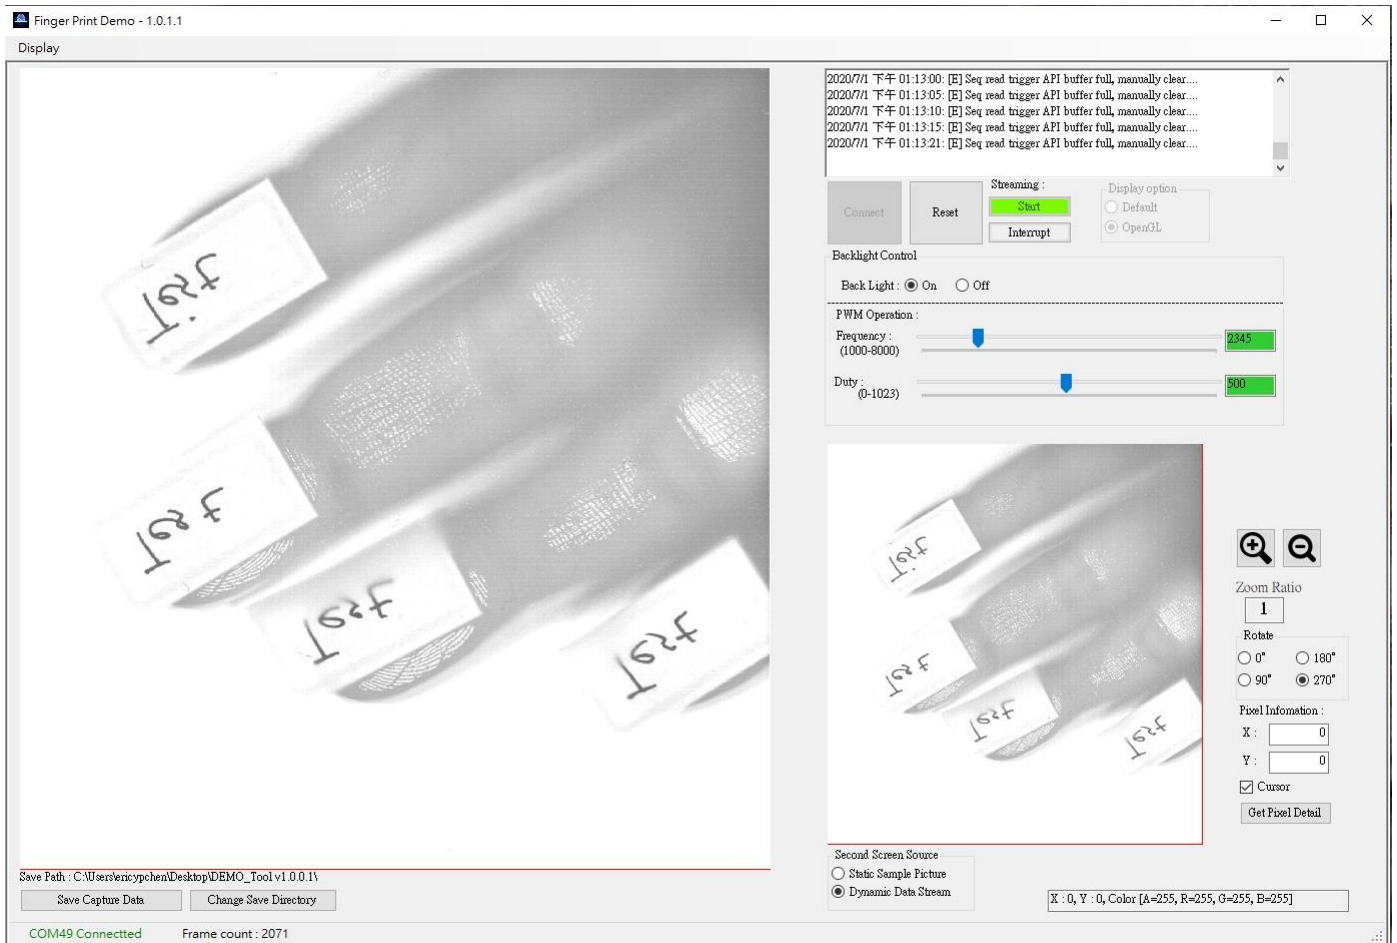 Finger Print Demo - 1.0.1.1
Display
2020/7/1 下午 01:13:00: [E] Seq read trigger API buffer full, manually clear....
2020/7/1 下午 01:13:05: [E] Seq read trigger API buffer full, manually clear....
2020/7/1 下午 01:13:10: [E] Seq read trigger API buffer full, manually clear....
2020/7/1 下午 01:13:15: [E] Seq read trigger API buffer full, manually clear....
2020/7/1 下午 01:13:21: [E] Seq read trigger API buffer full, manually clear....
Connect
Reset
Streaming :
Start
Interrupt
Display option
Default
OpenGL
Backlight Control
Back Light : On Off
PWM Operation :
Frequency :
(1000-8000)
2345
Duty :
(0-1023)
500
Test
Test
Test
Test
Test
Test
Test
Test
Zoom Ratio
1
Rotate
0° 180°
90° 270°
Pixel Infomation :
X : 0
Y : 0
Cursor
Get Pixel Detail
Save Path : C:\Users\ericypchen\Desktop\DEMO_Tool v1.0.0.1\
Save Capture Data
Change Save Directory
Second Screen Source
Static Sample Picture
Dynamic Data Stream
X : 0, Y : 0, Color [A=255, R=255, G=255, B=255]
COM49 Connectted
Frame count : 2071